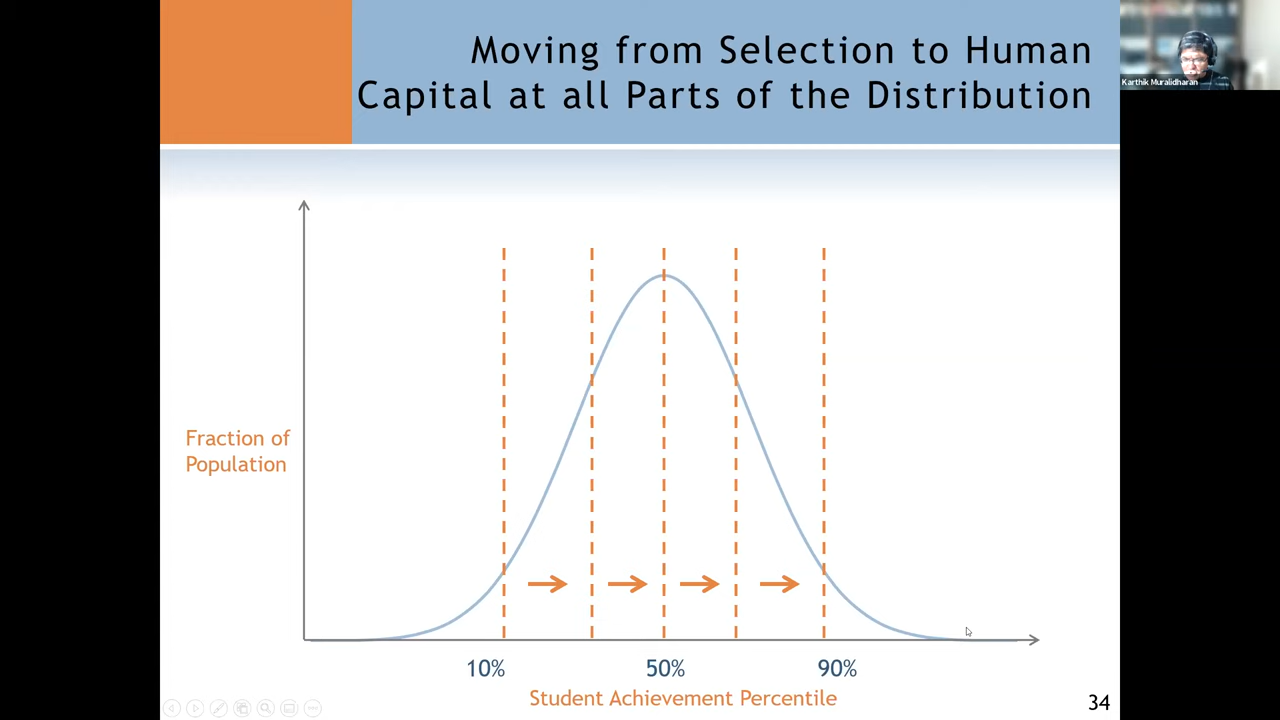 Moving from Selection to Human
Capital at all Parts of the Distribution
Karthik Muralidharan
Fraction of
Population
10%
50%
90%
Student Achievement Percentile
34